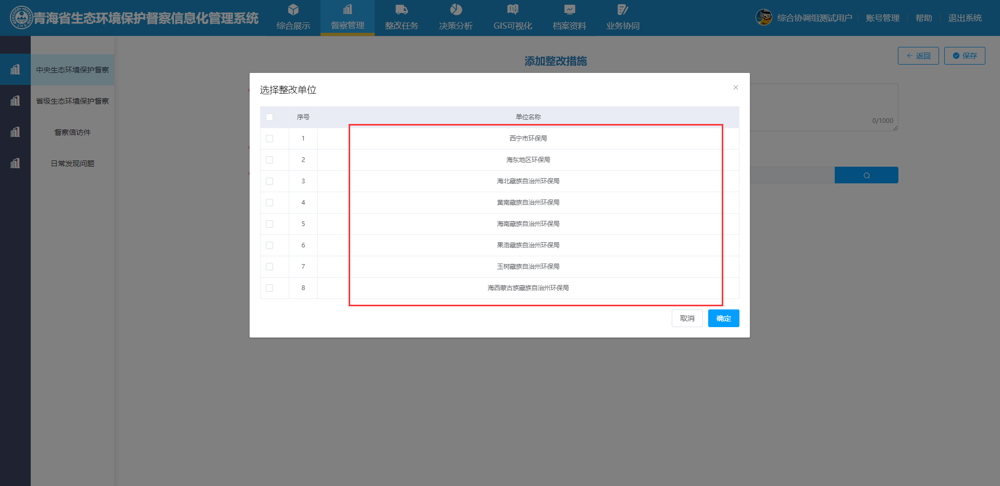 青海省生态环境保护督察信息化管理系统
综合展示
督察管理
整改任务
决策分析
GIS可视化
档案资料
业务协同
综合协调组测试用户
账号管理
帮助
退出系统
中央生态环境保护督察
省级生态环境保护督察
督察信访件
日常发现问题
添加整改措施
返回
保存
0/1000
选择整改单位
序号 单位名称
1 西宁市环保局
2 海东地区环保局
3 海北藏族自治州环保局
4 黄南藏族自治州环保局
5 海南藏族自治州环保局
6 果洛藏族自治州环保局
7 玉树藏族自治州环保局
8 海西蒙古族藏族自治州环保局
取消
确定